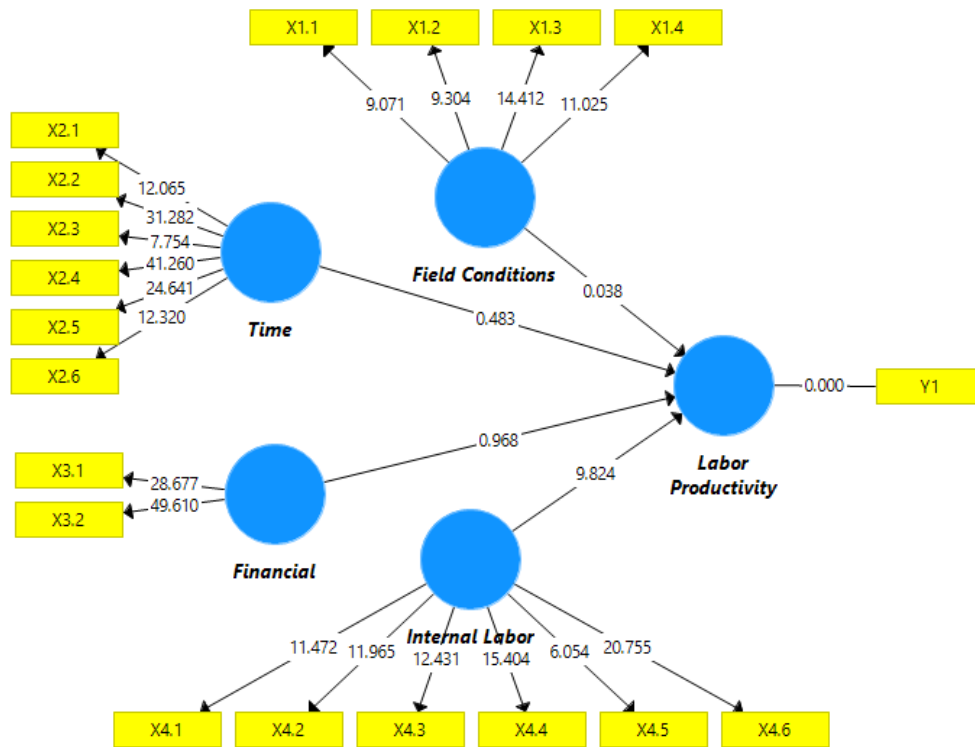 X1.1 X1.2 X1.3 X1.4
9.071 9.304 14.412 11.025
X2.1
X2.2
X2.3
X2.4
X2.5
X2.6
12.065
31.282
7.754
41.260
24.641
12.320
Time
Field Conditions
0.038
0.483
0.968
9.824
0.000
Y1
Labor
Productivity
X3.1
X3.2
28.677
49.610
Financial
Internal Labor
11.472 11.965 12.431 15.404 6.054 20.755
X4.1 X4.2 X4.3 X4.4 X4.5 X4.6